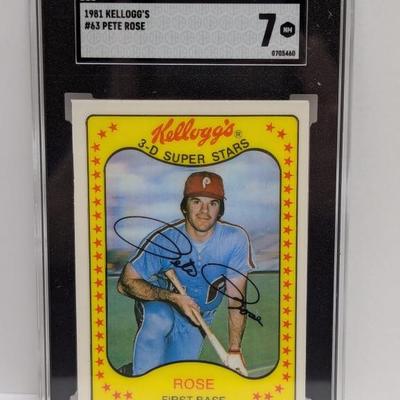 1981 KELLOGG'S
#63 PETE ROSE
7 NM
0705460
Kellogg's®
3-D SUPER STARS
P
Pete Rose
ROSE
FIRST BASE